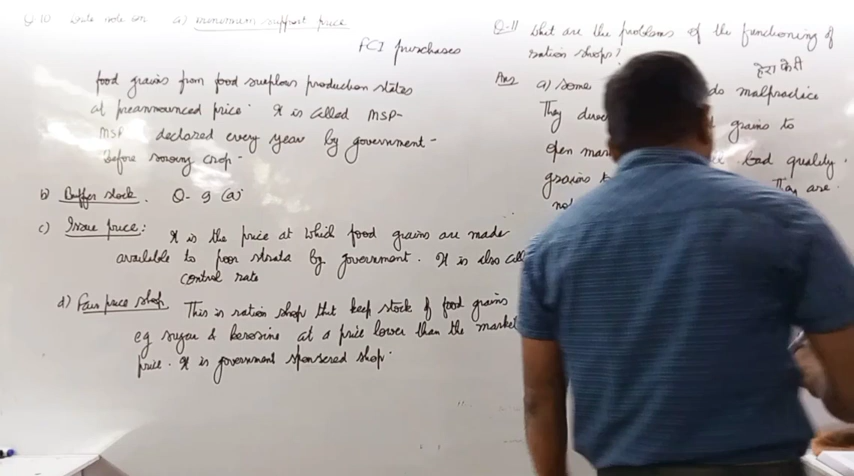 Q.10. Write note on a) minimum support price
FCI purchases
food grains from food surplous production states
at preannounced price. It is called MSP-
MSP declared every year by government-
before sowing crop-
b) Buffer stock. Q- 9 (a)
c) Issue price: It is the price at which food grains are made
available to poor strata by government. It is also call
control rate
d) Fair price shop This is ration shop that keep stock of food grains
eg sugar & kerosine at a price lower than the market
price. It is government sponsered shop.
Q-11 What are the problems of the functioning of
ration shops?
हेरा फेरी
Ans a) Some do malpractice
They grains to
open bad quality.
grains They are